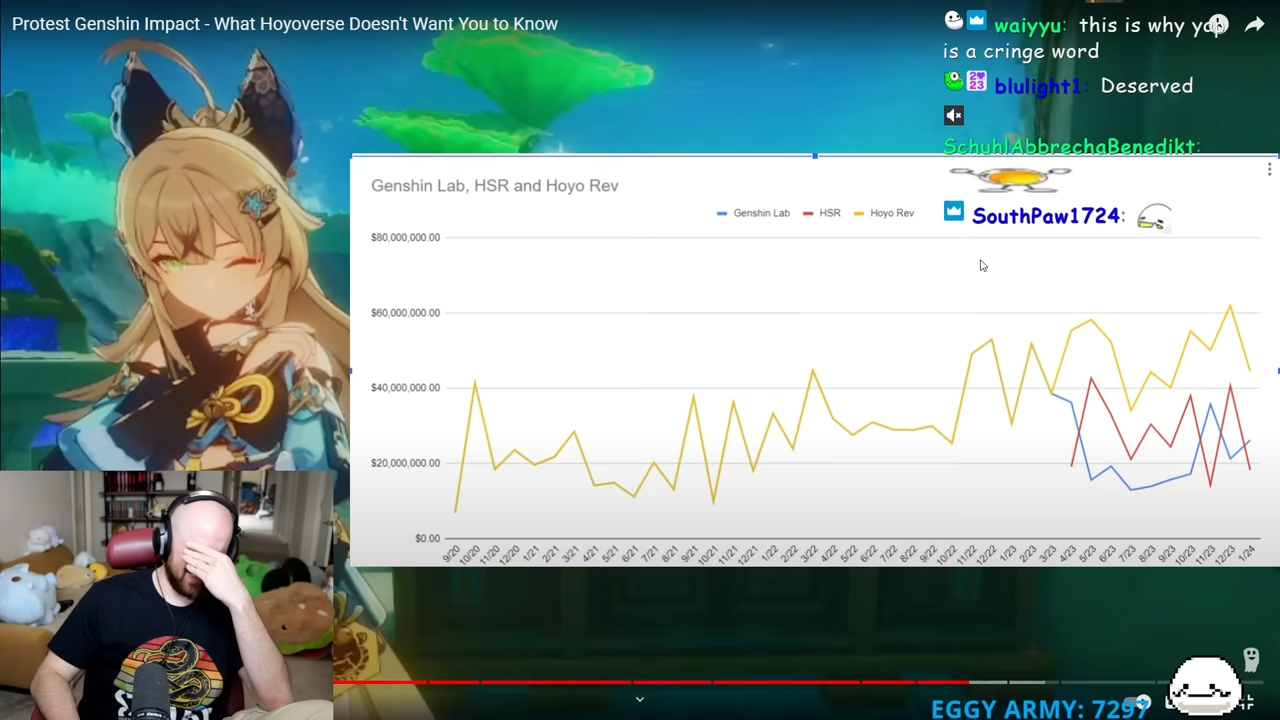 Protest Genshin Impact - What Hoyoverse Doesn't Want You to Know
waiyyu: this is why yap
is a cringe word
2023
blulight1: Deserved
SchuhlAbbrechaBenedikt:
SouthPaw1724:
Genshin Lab, HSR and Hoyo Rev
Genshin Lab HSR Hoyo Rev
$80,000,000.00
$60,000,000.00
$40,000,000.00
$20,000,000.00
$0.00
9/20 10/20 11/20 12/20 1/21 2/21 3/21 4/21 5/21 6/21 7/21 8/21 9/21 10/21 11/21 12/21 1/22 2/22 3/22 4/22 5/22 6/22 7/22 8/22 9/22 10/22 11/22 12/22 1/23 2/23 3/23 4/23 5/23 6/23 7/23 8/23 9/23 10/23 11/23 12/23 1/24
EGGY ARMY: 7297